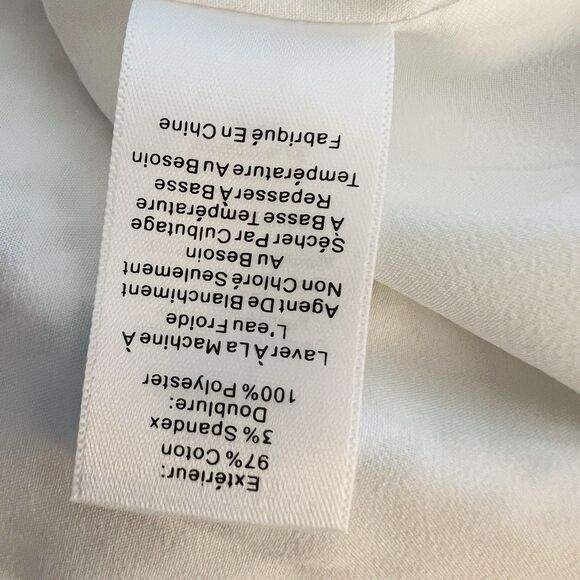 Extérieur:
97% Coton
3% Spandex
Doublure:
100% Polyester
Laver À La Machine À
L'eau Froide
Agent De Blanchiment
Non Chloré Seulement
Au Besoin
Sécher Par Culbutage
À Basse Température
Repasser À Basse
Température Au Besoin
Fabriqué En Chine